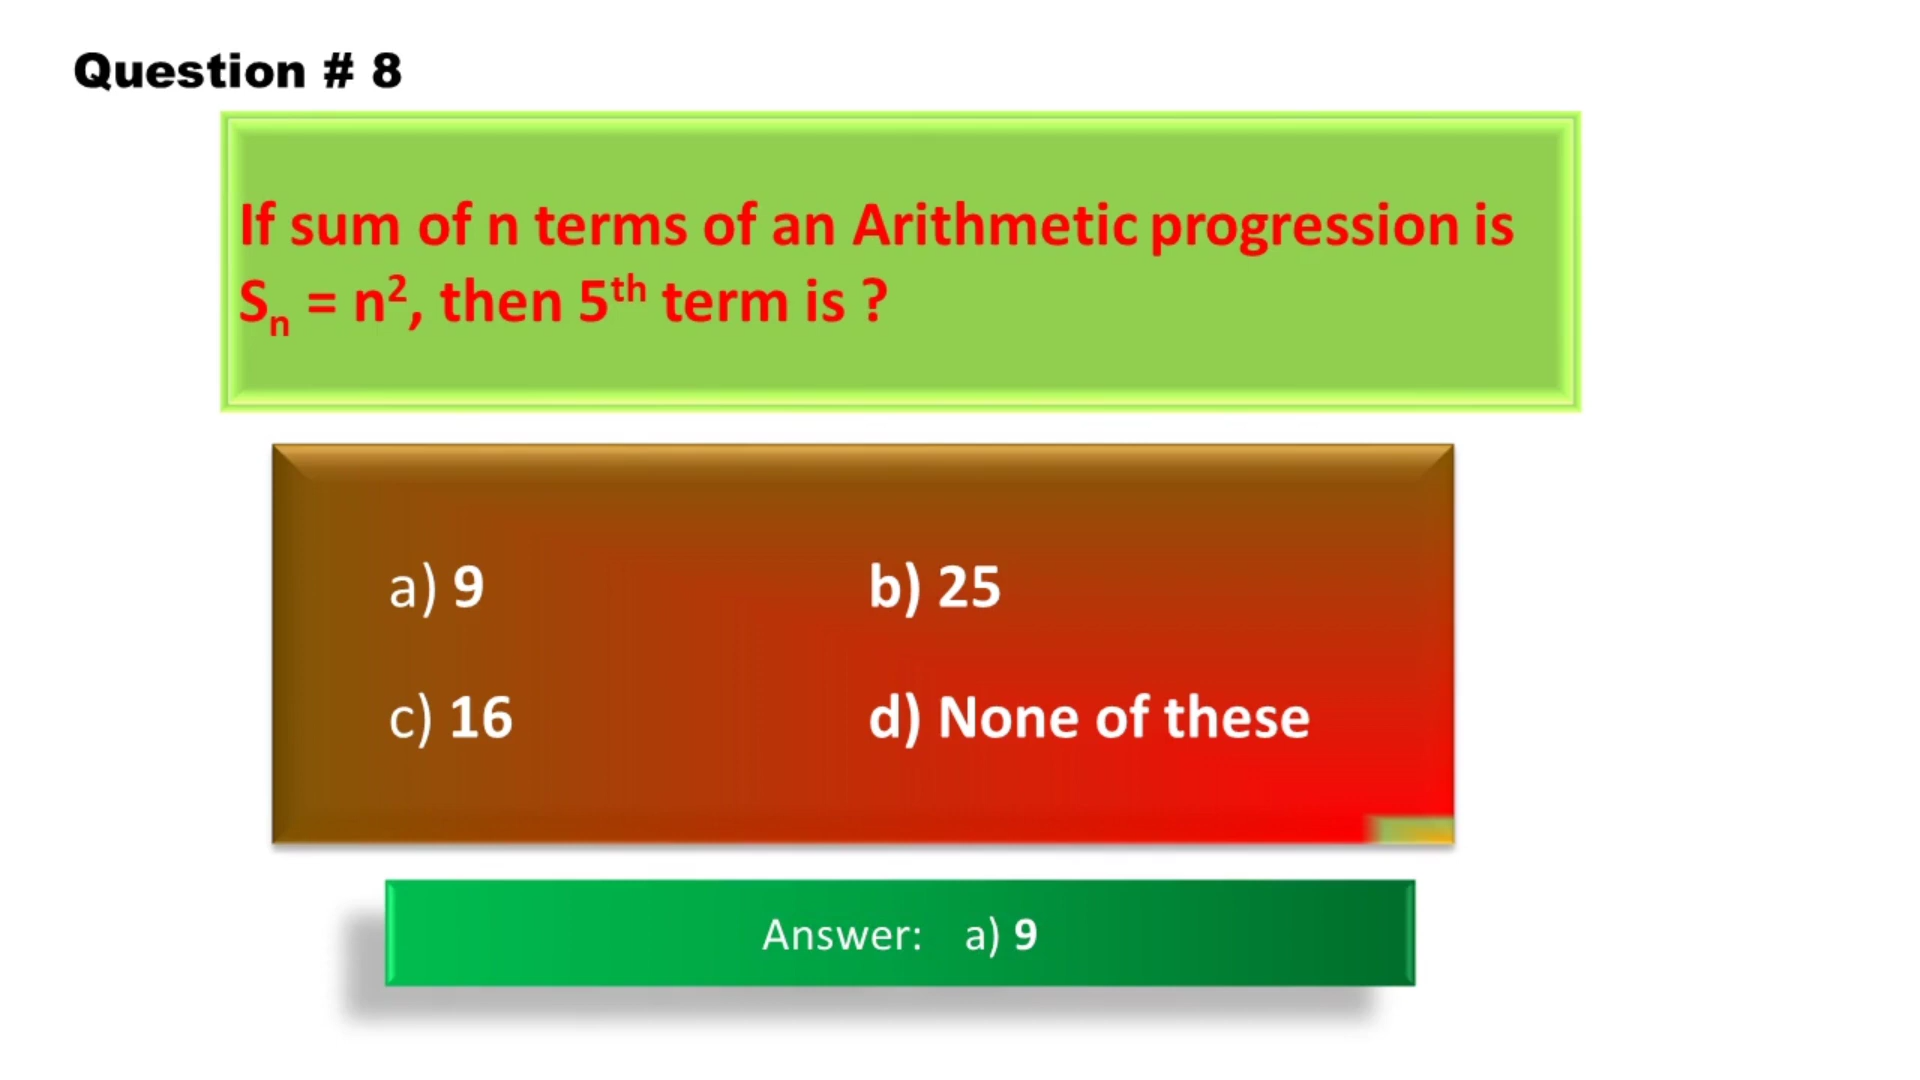 Question # 8
If sum of n terms of an Arithmetic progression is
Sₙ = n², then 5ᵗʰ term is ?
a) 9 b) 25
c) 16 d) None of these
Answer: a) 9